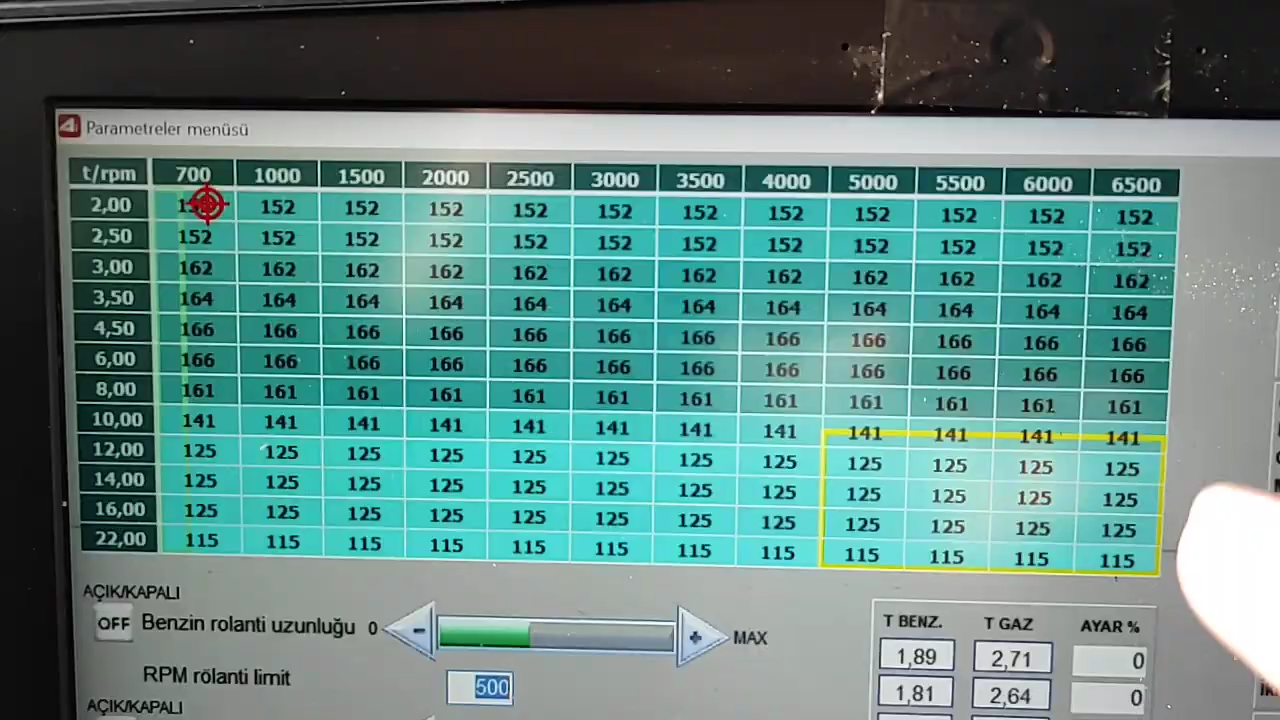 Parametreler menüsü
t/rpm 700 1000 1500 2000 2500 3000 3500 4000 5000 5500 6000 6500
2,00 152 152 152 152 152 152 152 152 152 152 152
2,50 152 152 152 152 152 152 152 152 152 152 152 152
3,00 162 162 162 162 162 162 162 162 162 162 162 162
3,50 164 164 164 164 164 164 164 164 164 164 164 164
4,50 166 166 166 166 166 166 166 166 166 166 166 166
6,00 166 166 166 166 166 166 166 166 166 166 166 166
8,00 161 161 161 161 161 161 161 161 161 161 161 161
10,00 141 141 141 141 141 141 141 141 141 141 141 141
12,00 125 125 125 125 125 125 125 125 125 125 125 125
14,00 125 125 125 125 125 125 125 125 125 125 125 125
16,00 125 125 125 125 125 125 125 125 125 125 125 125
22,00 115 115 115 115 115 115 115 115 115 115 115 115
AÇIK/KAPALI
OFF Benzin rolanti uzunluğu 0 - + MAX
RPM rölanti limit 500
AÇIK/KAPALI
T BENZ. T GAZ AYAR %
1,89 2,71 0
1,81 2,64 0